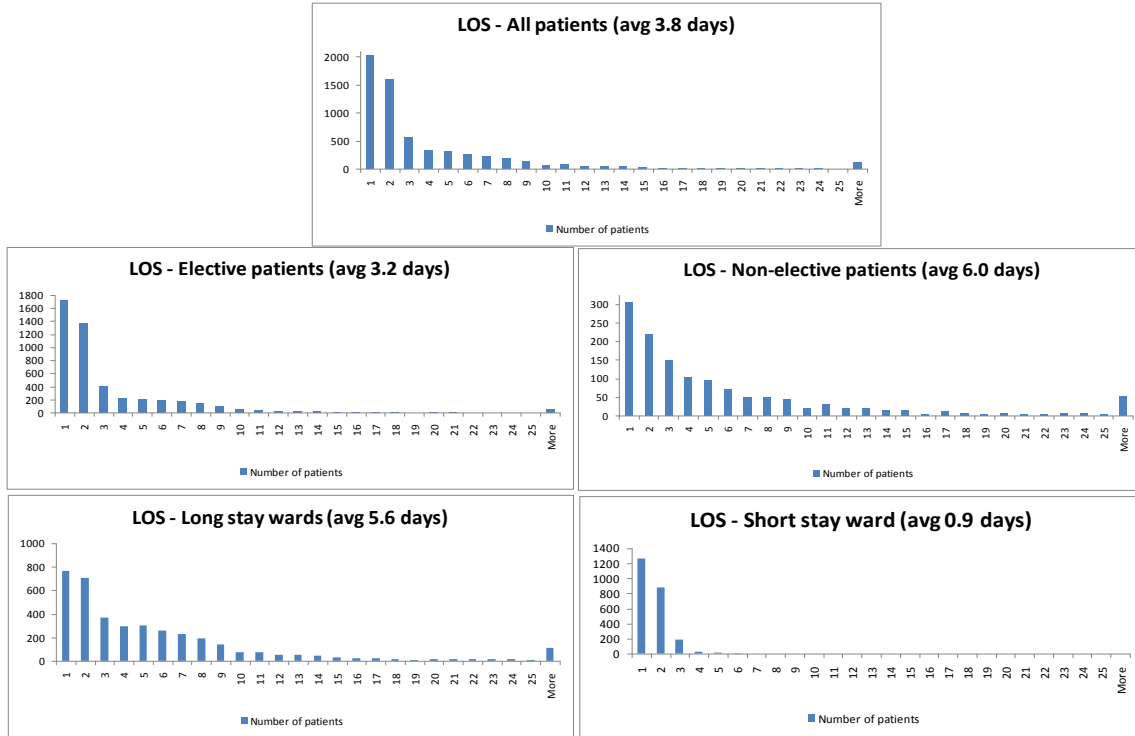 LOS - All patients (avg 3.8 days)
2000
1500
1000
500
0
1 2 3 4 5 6 7 8 9 10 11 12 13 14 15 16 17 18 19 20 21 22 23 24 25 More
Number of patients
LOS - Elective patients (avg 3.2 days)
1800
1600
1400
1200
1000
800
600
400
200
0
1 2 3 4 5 6 7 8 9 10 11 12 13 14 15 16 17 18 19 20 21 22 23 24 25 More
Number of patients
LOS - Non-elective patients (avg 6.0 days)
300
250
200
150
100
50
0
1 2 3 4 5 6 7 8 9 10 11 12 13 14 15 16 17 18 19 20 21 22 23 24 25 More
Number of patients
LOS - Long stay wards (avg 5.6 days)
1000
800
600
400
200
0
1 2 3 4 5 6 7 8 9 10 11 12 13 14 15 16 17 18 19 20 21 22 23 24 25 More
Number of patients
LOS - Short stay ward (avg 0.9 days)
1400
1200
1000
800
600
400
200
0
1 2 3 4 5 6 7 8 9 10 11 12 13 14 15 16 17 18 19 20 21 22 23 24 25 More
Number of patients